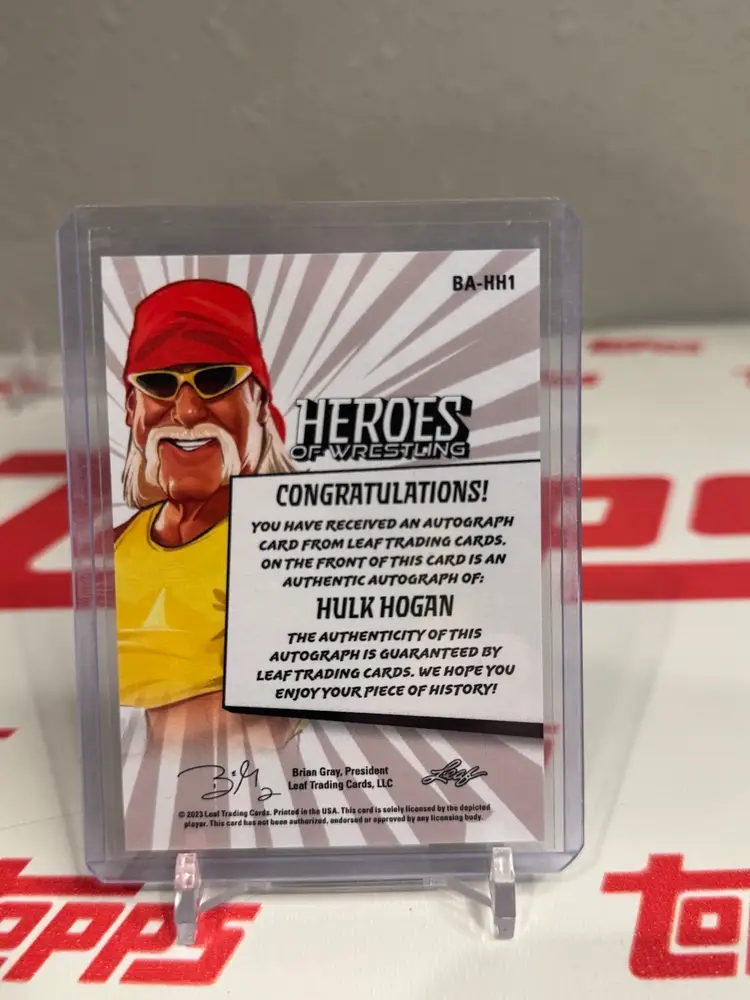 BA-HH1
HEROES
OF WRESTLING
CONGRATULATIONS!
YOU HAVE RECEIVED AN AUTOGRAPH
CARD FROM LEAF TRADING CARDS.
ON THE FRONT OF THIS CARD IS AN
AUTHENTIC AUTOGRAPH OF:
HULK HOGAN
THE AUTHENTICITY OF THIS
AUTOGRAPH IS GUARANTEED BY
LEAF TRADING CARDS. WE HOPE YOU
ENJOY YOUR PIECE OF HISTORY!
Brian Gray, President
Leaf Trading Cards, LLC
Leaf
© 2023 Leaf Trading Cards. Printed in the USA. This card is solely licensed by the depicted
player. This card has not been authorized, endorsed or approved by any licensing body.
Topps
Topps
To